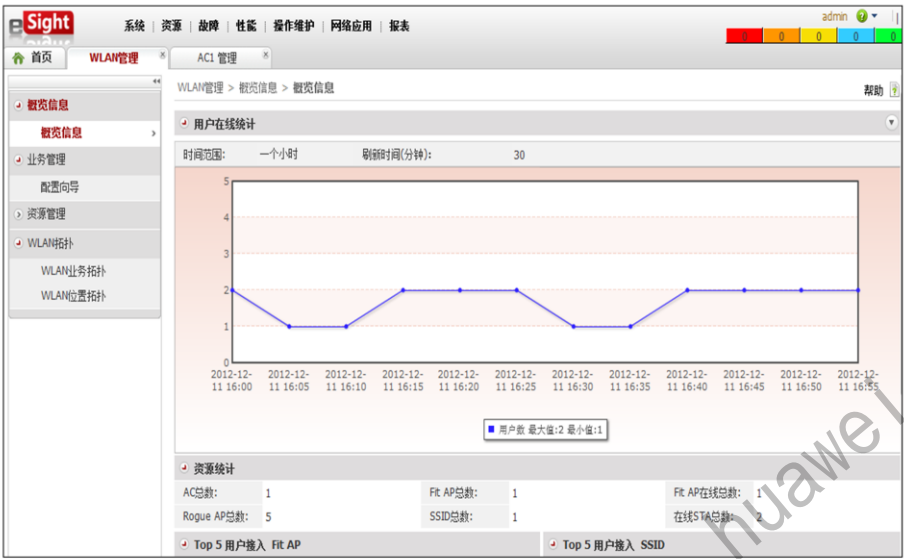 eSight
系统 | 资源 | 故障 | 性能 | 操作维护 | 网络应用 | 报表
admin
0 0 0 0 0
首页 WLAN管理 AC1 管理
WLAN管理 > 概览信息 > 概览信息
帮助
概览信息
概览信息
业务管理
配置向导
资源管理
WLAN拓扑
WLAN业务拓扑
WLAN位置拓扑
用户在线统计
时间范围: 一个小时 刷新时间(分钟): 30
5
4
3
2
1
0
2012-12-11 16:00 2012-12-11 16:05 2012-12-11 16:10 2012-12-11 16:15 2012-12-11 16:20 2012-12-11 16:25 2012-12-11 16:30 2012-12-11 16:35 2012-12-11 16:40 2012-12-11 16:45 2012-12-11 16:50 2012-12-11 16:55
用户数 最大值:2 最小值:1
资源统计
AC总数: 1 Fit AP总数: 1 Fit AP在线总数: 1
Rogue AP总数: 5 SSID总数: 1 在线STA总数: 2
Top 5 用户接入 Fit AP Top 5 用户接入 SSID
huawei